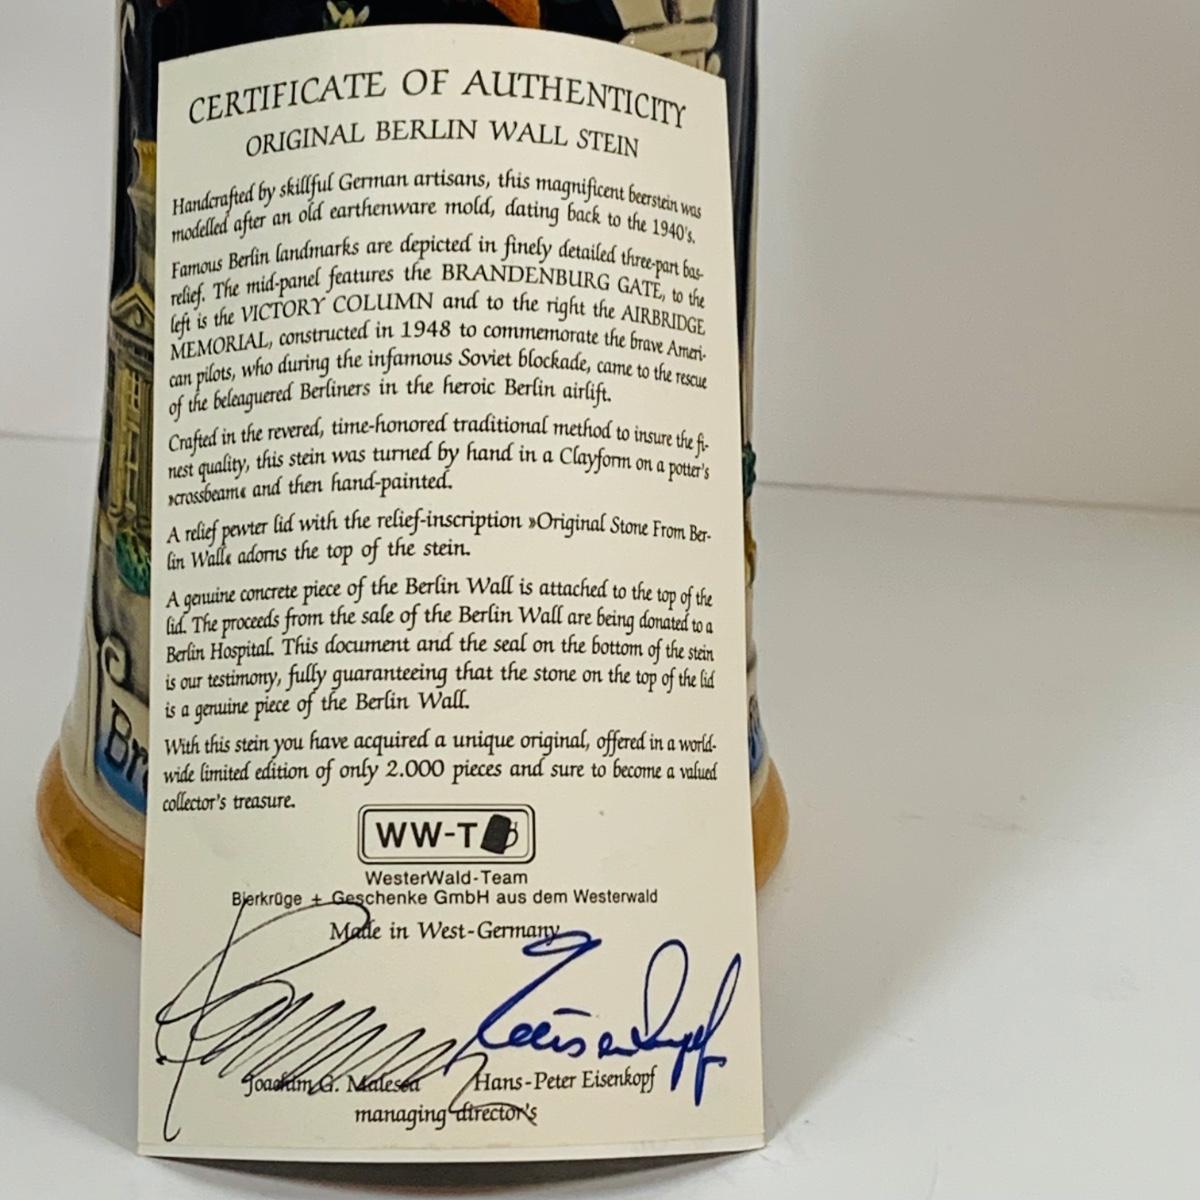 CERTIFICATE OF AUTHENTICITY
ORIGINAL BERLIN WALL STEIN
Handcrafted by skillful German artisans, this magnificent beerstein was
modelled after an old earthenware mold, dating back to the 1940's.
Famous Berlin landmarks are depicted in finely detailed three-part bas-
relief. The mid-panel features the BRANDENBURG GATE, to the
left is the VICTORY COLUMN and to the right the AIRBRIDGE
MEMORIAL, constructed in 1948 to commemorate the brave Ameri-
can pilots, who during the infamous Soviet blockade, came to the rescue
of the beleaguered Berliners in the heroic Berlin airlift.
Crafted in the revered, time-honored traditional method to insure the fi-
nest quality, this stein was turned by hand in a Clayform on a potter's
»crossbeam« and then hand-painted.
A relief pewter lid with the relief-inscription »Original Stone From Ber-
lin Wall« adorns the top of the stein.
A genuine concrete piece of the Berlin Wall is attached to the top of the
lid. The proceeds from the sale of the Berlin Wall are being donated to a
Berlin Hospital. This document and the seal on the bottom of the stein
is our testimony, fully guaranteeing that the stone on the top of the lid
is a genuine piece of the Berlin Wall.
With this stein you have acquired a unique original, offered in a world-
wide limited edition of only 2.000 pieces and sure to become a valued
collector's treasure.
WW-T
WesterWald-Team
Bierkrüge + Geschenke GmbH aus dem Westerwald
Made in West-Germany
Joachim G. Malessa Hans-Peter Eisenkopf
managing director's
Br